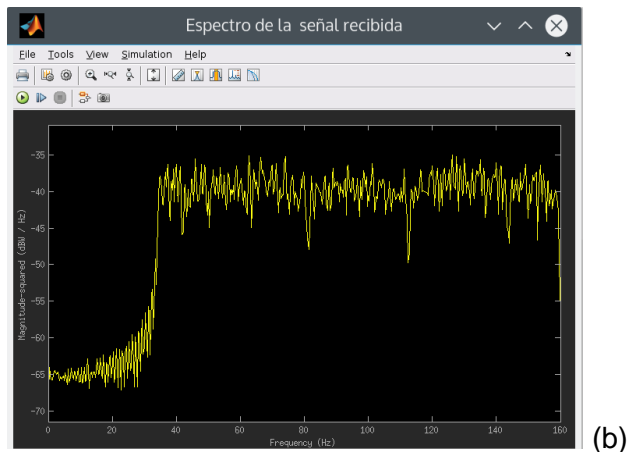 Espectro de la señal recibida
File Tools View Simulation Help
-35
-40
-45
-50
-55
-60
-65
-70
Magnitude-squared (dBW / Hz)
0 20 40 60 80 100 120 140 160
Frequency (Hz)
(b)